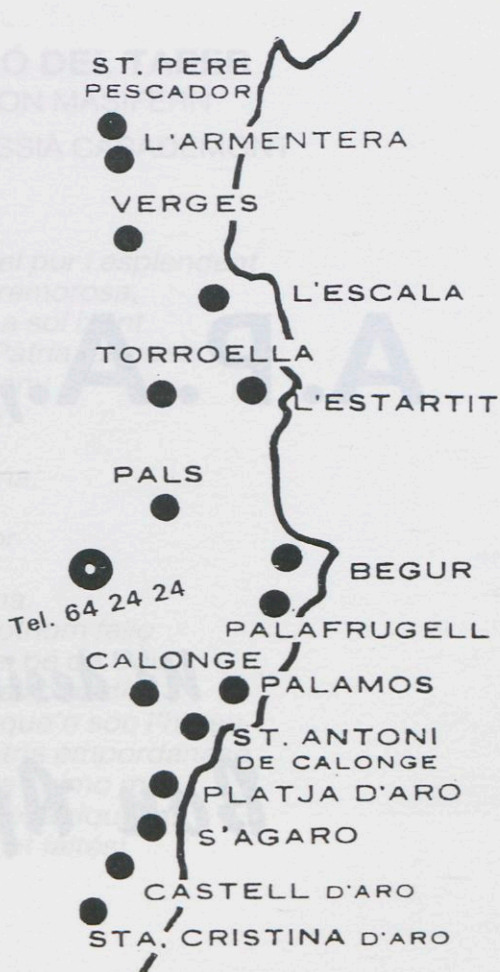 ST. PERE
PESCADOR
L'ARMENTERA
VERGES
L'ESCALA
TORROELLA
L'ESTARTIT
PALS
BEGUR
Tel. 64 24 24
PALAFRUGELL
CALONGE
PALAMOS
ST. ANTONI
DE CALONGE
PLATJA D'ARO
S'AGARO
CASTELL D'ARO
STA. CRISTINA D'ARO